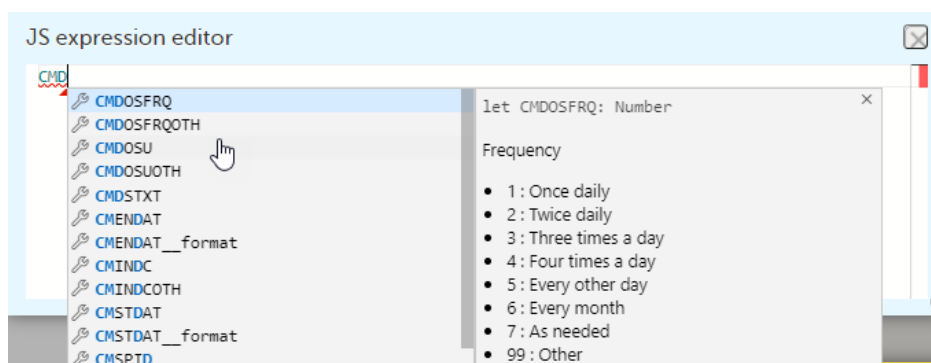 JS expression editor
CMD
CMDOSFRQ
CMDOSFRQOTH
CMDOSU
CMDOSUOTH
CMDSTXT
CMENDAT
CMENDAT__format
CMINDC
CMINDCOTH
CMSTDAT
CMSTDAT__format
CMSPID
let CMDOSFRQ: Number
Frequency
1 : Once daily
2 : Twice daily
3 : Three times a day
4 : Four times a day
5 : Every other day
6 : Every month
7 : As needed
99 : Other